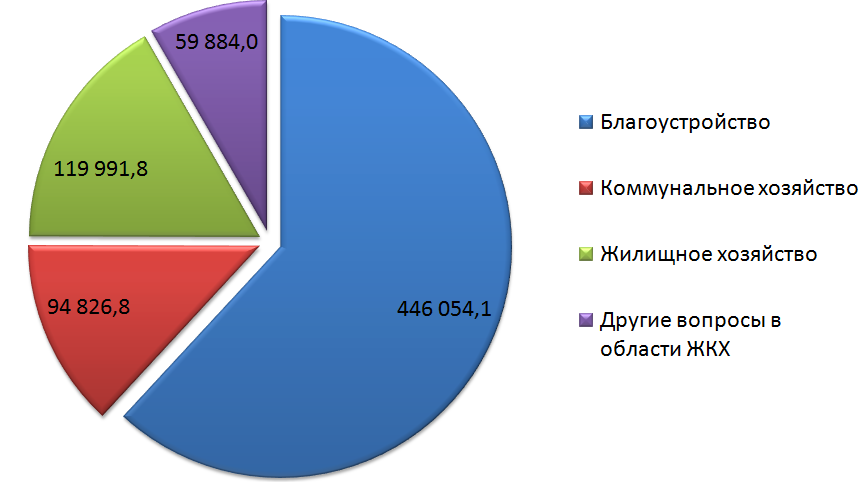 59 884,0
119 991,8
94 826,8
446 054,1
Благоустройство
Коммунальное хозяйство
Жилищное хозяйство
Другие вопросы в
области ЖКХ